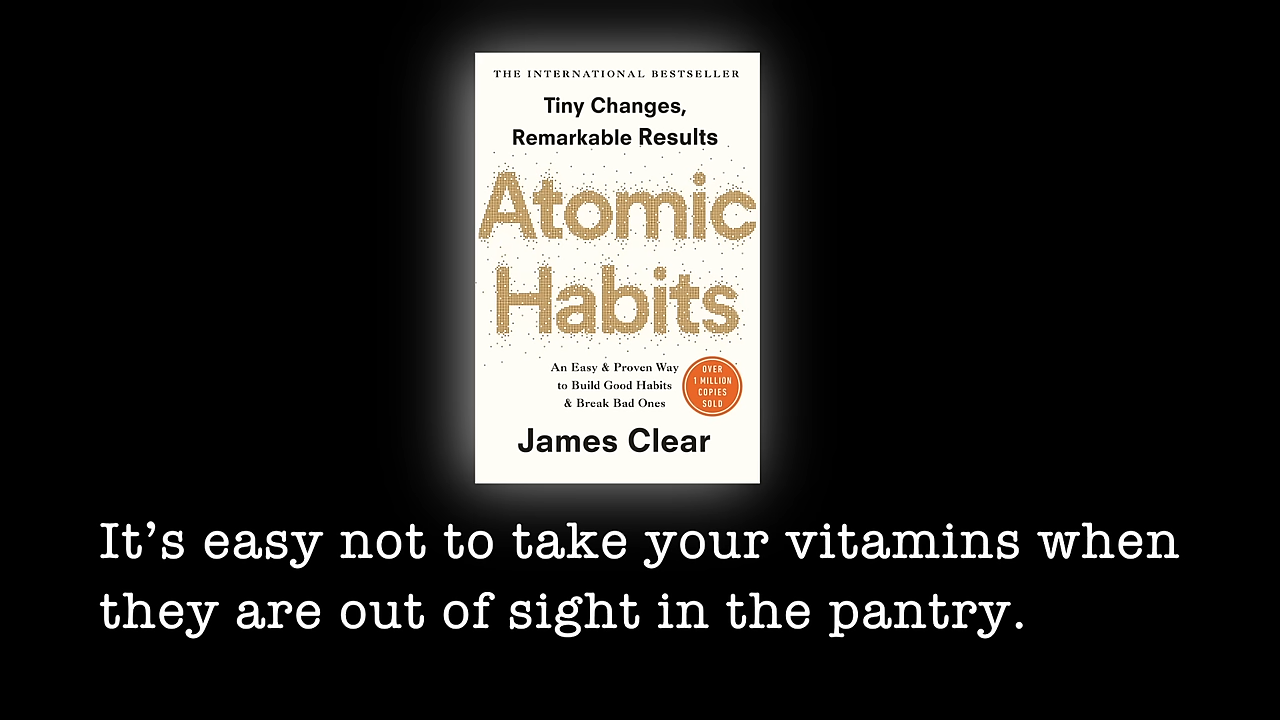 THE INTERNATIONAL BESTSELLER
Tiny Changes,
Remarkable Results
Atomic
Habits
An Easy & Proven Way
to Build Good Habits
& Break Bad Ones
OVER
1 MILLION
COPIES
SOLD
James Clear
It’s easy not to take your vitamins when
they are out of sight in the pantry.